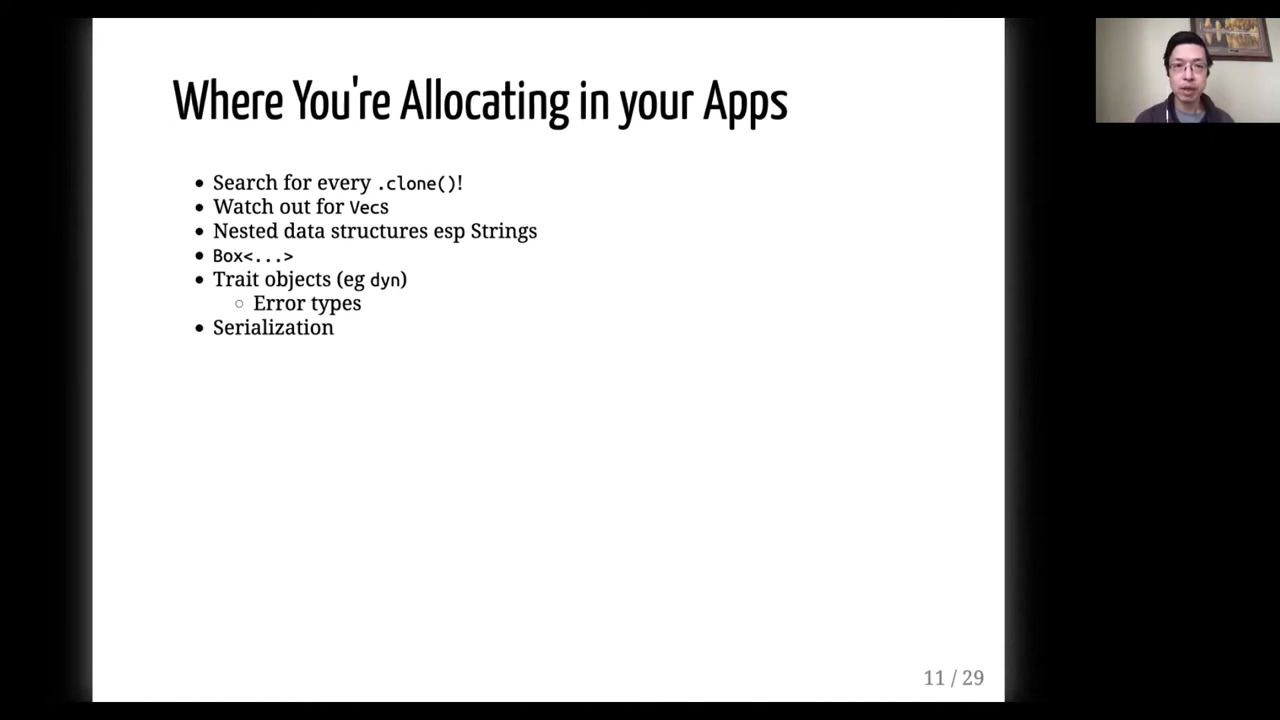 Where You're Allocating in your Apps
• Search for every .clone()!
• Watch out for Vecs
• Nested data structures esp Strings
• Box<...>
• Trait objects (eg dyn)
○ Error types
• Serialization
11 / 29